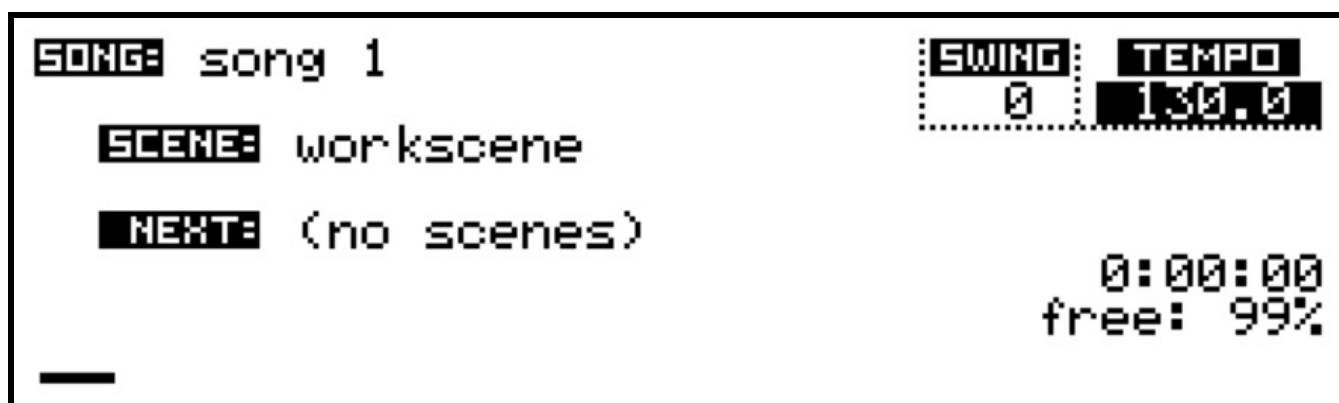 SONG: song 1
SWING TEMPO
0 130.0
SCENE: workscene
NEXT: (no scenes)
0:00:00
free: 99%